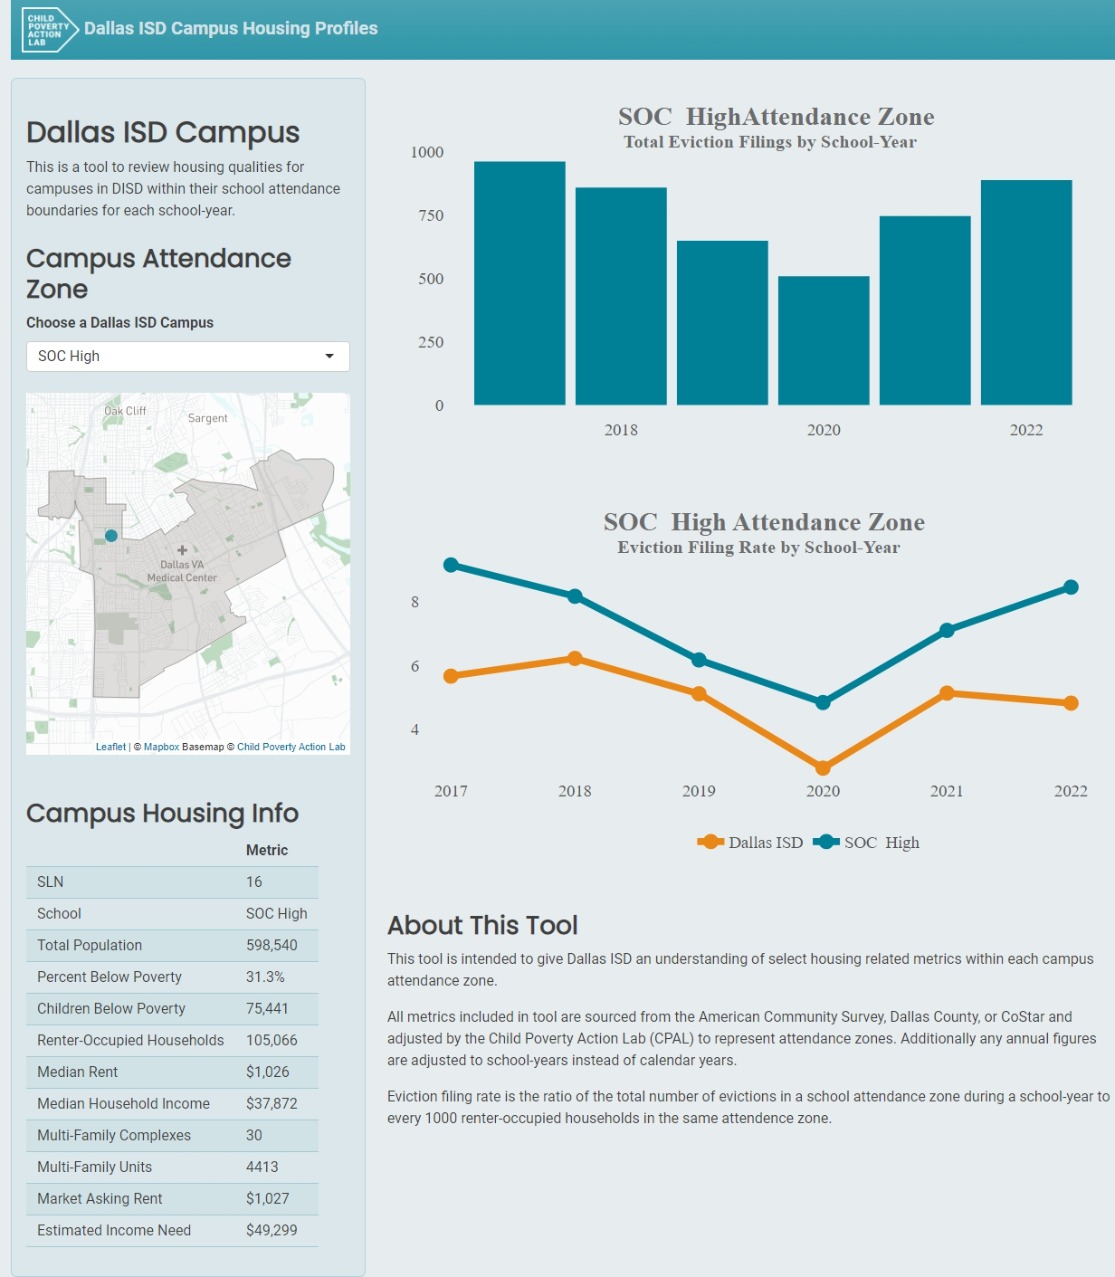 CHILD
POVERTY
ACTION
LAB
Dallas ISD Campus Housing Profiles
Dallas ISD Campus
This is a tool to review housing qualities for
campuses in DISD within their school attendance
boundaries for each school-year.
Campus Attendance
Zone
Choose a Dallas ISD Campus
SOC High
Oak Cliff
Sargent
Dallas VA
Medical Center
Leaflet | © Mapbox Basemap © Child Poverty Action Lab
Campus Housing Info
Metric
SLN 16
School SOC High
Total Population 598,540
Percent Below Poverty 31.3%
Children Below Poverty 75,441
Renter-Occupied Households 105,066
Median Rent $1,026
Median Household Income $37,872
Multi-Family Complexes 30
Multi-Family Units 4413
Market Asking Rent $1,027
Estimated Income Need $49,299
SOC HighAttendance Zone
Total Eviction Filings by School-Year
1000
750
500
250
0
2018 2020 2022
SOC High Attendance Zone
Eviction Filing Rate by School-Year
8
6
4
2017 2018 2019 2020 2021 2022
Dallas ISD SOC High
About This Tool
This tool is intended to give Dallas ISD an understanding of select housing related metrics within each campus
attendance zone.
All metrics included in tool are sourced from the American Community Survey, Dallas County, or CoStar and
adjusted by the Child Poverty Action Lab (CPAL) to represent attendance zones. Additionally any annual figures
are adjusted to school-years instead of calendar years.
Eviction filing rate is the ratio of the total number of evictions in a school attendance zone during a school-year to
every 1000 renter-occupied households in the same attendence zone.